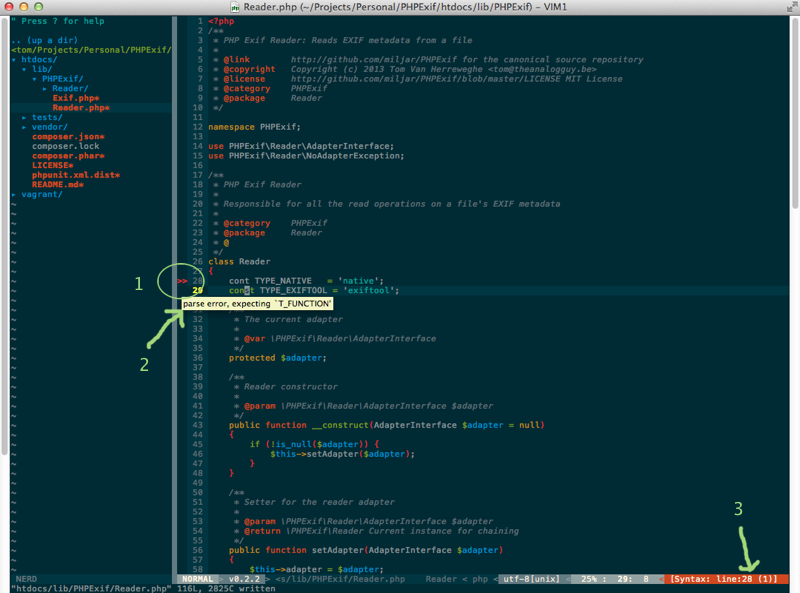 Reader.php (~/Projects/Personal/PHPExif/htdocs/lib/PHPExif) – VIM1
" Press ? for help
.. (up a dir)
<tom/Projects/Personal/PHPExif/
▾ htdocs/
▾ lib/
▾ PHPExif/
▸ Reader/
Exif.php*
Reader.php*
▸ tests/
▸ vendor/
composer.json*
composer.lock
composer.phar*
LICENSE*
phpunit.xml.dist*
README.md*
▸ vagrant/
1 <?php
2 /**
3 * PHP Exif Reader: Reads EXIF metadata from a file
4 *
5 * @link http://github.com/miljar/PHPExif for the canonical source repository
6 * @copyright Copyright (c) 2013 Tom Van Herreweghe <tom@theanalogguy.be>
7 * @license http://github.com/miljar/PHPExif/blob/master/LICENSE MIT License
8 * @category PHPExif
9 * @package Reader
10 */
11
12 namespace PHPExif;
13
14 use PHPExif\Reader\AdapterInterface;
15 use PHPExif\Reader\NoAdapterException;
16
17 /**
18 * PHP Exif Reader
19 *
20 * Responsible for all the read operations on a file's EXIF metadata
21 *
22 * @category PHPExif
23 * @package Reader
24 * @
25 */
26 class Reader
27 {
1 >> 28 cont TYPE_NATIVE = 'native';
29 const TYPE_EXIFTOOL = 'exiftool';
parse error, expecting `T_FUNCTION'
32 * The current adapter
33 *
34 * @var \PHPExif\Reader\AdapterInterface
35 */
2 36 protected $adapter;
37
38 /**
39 * Reader constructor
40 *
41 * @param \PHPExif\Reader\AdapterInterface $adapter
42 */
43 public function __construct(AdapterInterface $adapter = null)
44 {
45 if (!is_null($adapter)) {
46 $this->setAdapter($adapter);
47 }
48 }
49
50 /**
51 * Setter for the reader adapter
3
52 *
53 * @param \PHPExif\Reader\AdapterInterface $adapter
54 * @return \PHPExif\Reader Current instance for chaining
55 */
56 public function setAdapter(AdapterInterface $adapter)
57 {
58 $this->adapter = $adapter;
NERD NORMAL > v0.2.2 > <s/lib/PHPExif/Reader.php Reader < php < utf-8[unix] < 25% : 29: 8 < [Syntax: line:28 (1)]
"htdocs/lib/PHPExif/Reader.php" 116L, 2825C written